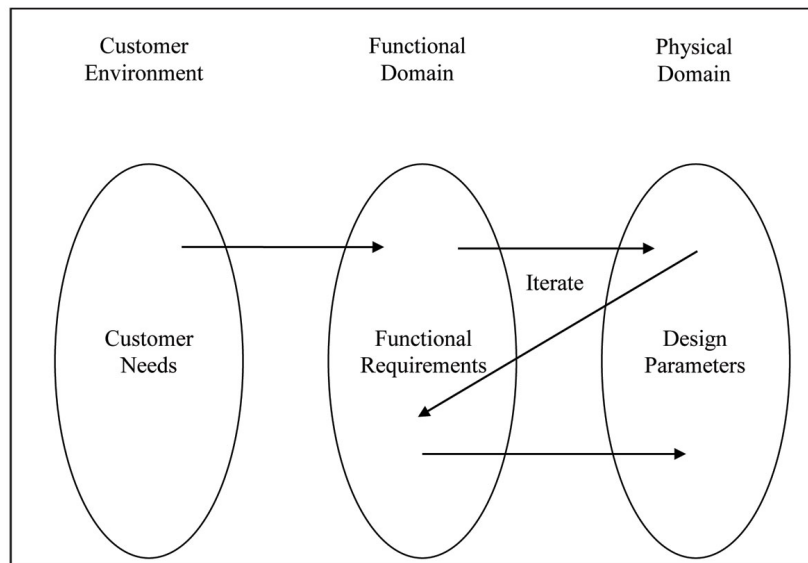 Customer
Environment
Functional
Domain
Physical
Domain
Iterate
Customer
Needs
Functional
Requirements
Design
Parameters